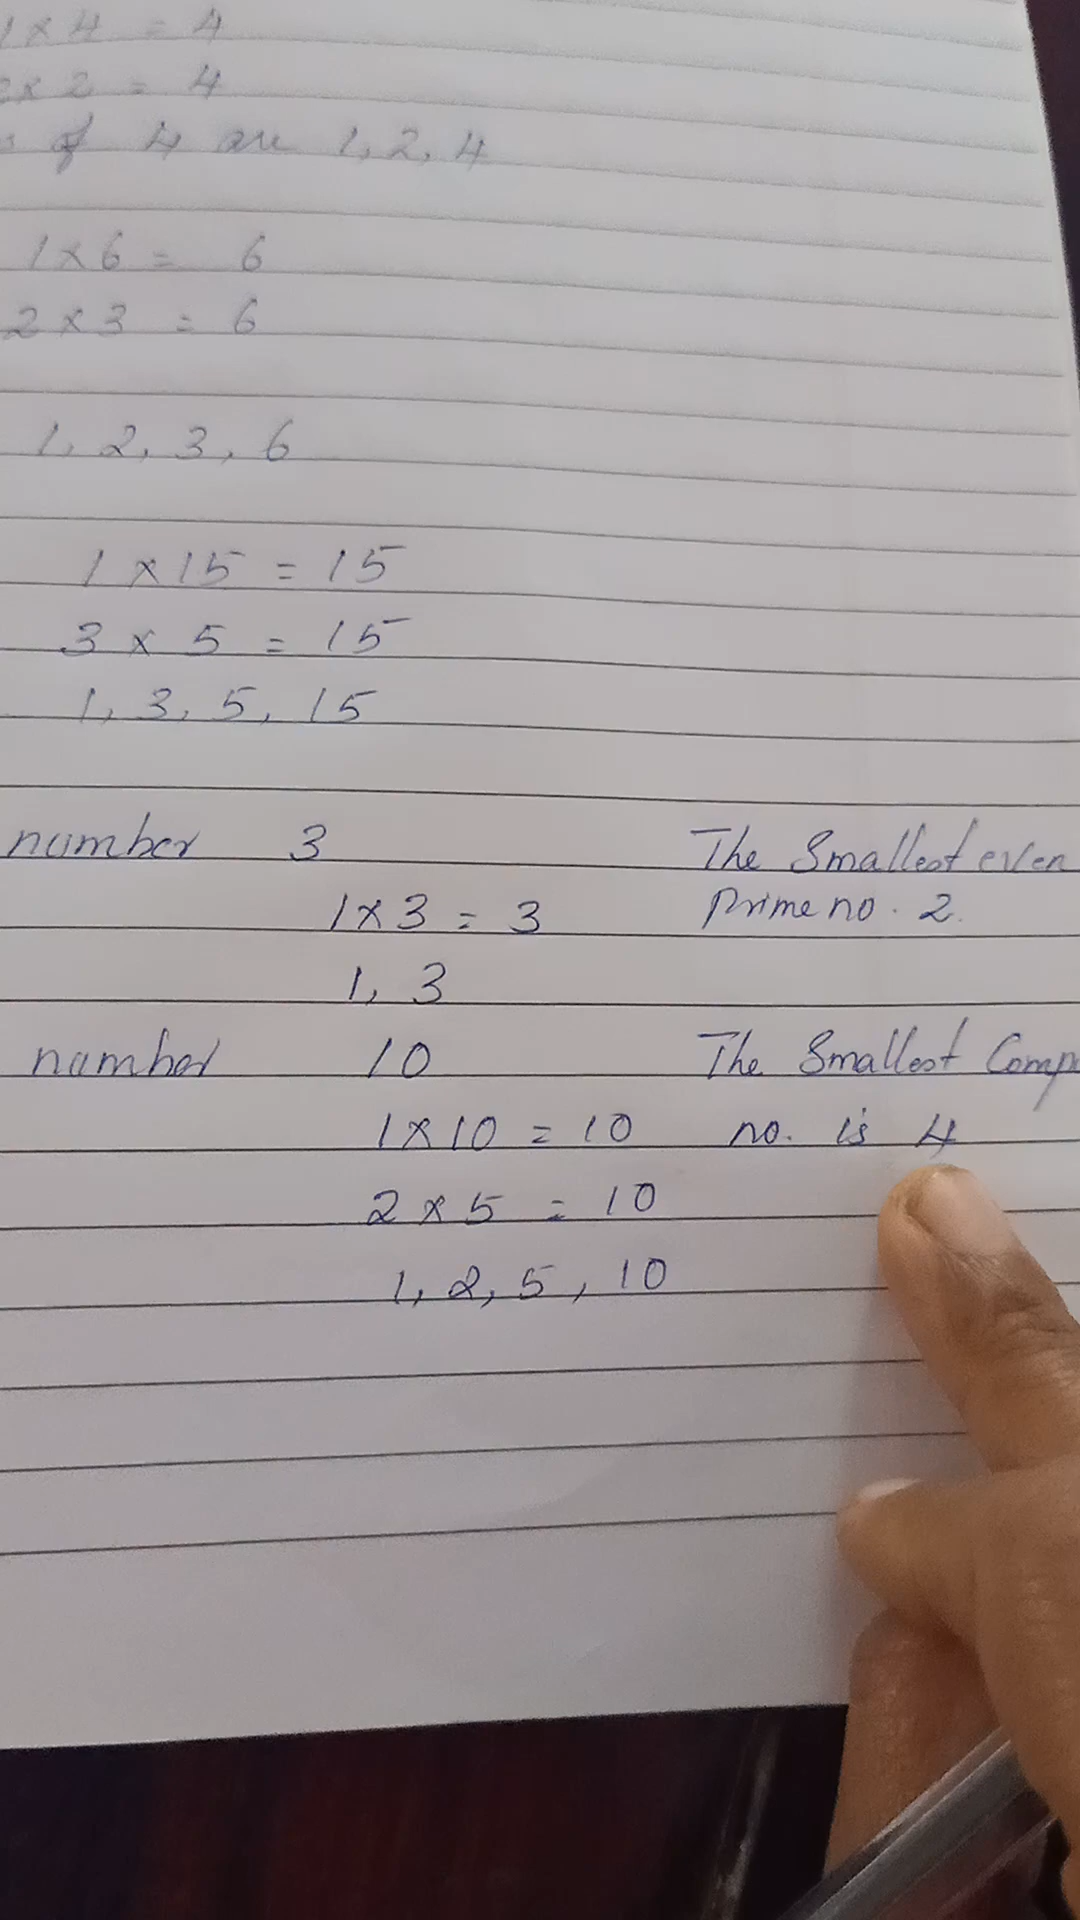 1 × 4 = 4
2 × 2 = 4
of 4 are 1, 2, 4
1 × 6 = 6
2 × 3 = 6
1, 2, 3, 6
1 × 15 = 15
3 × 5 = 15
1, 3, 5, 15
number 3
1 × 3 = 3
1, 3
The Smallest even
Prime no. 2.
number 10
1 × 10 = 10
2 × 5 = 10
1, 2, 5, 10
The Smallest Comp
no. is 4